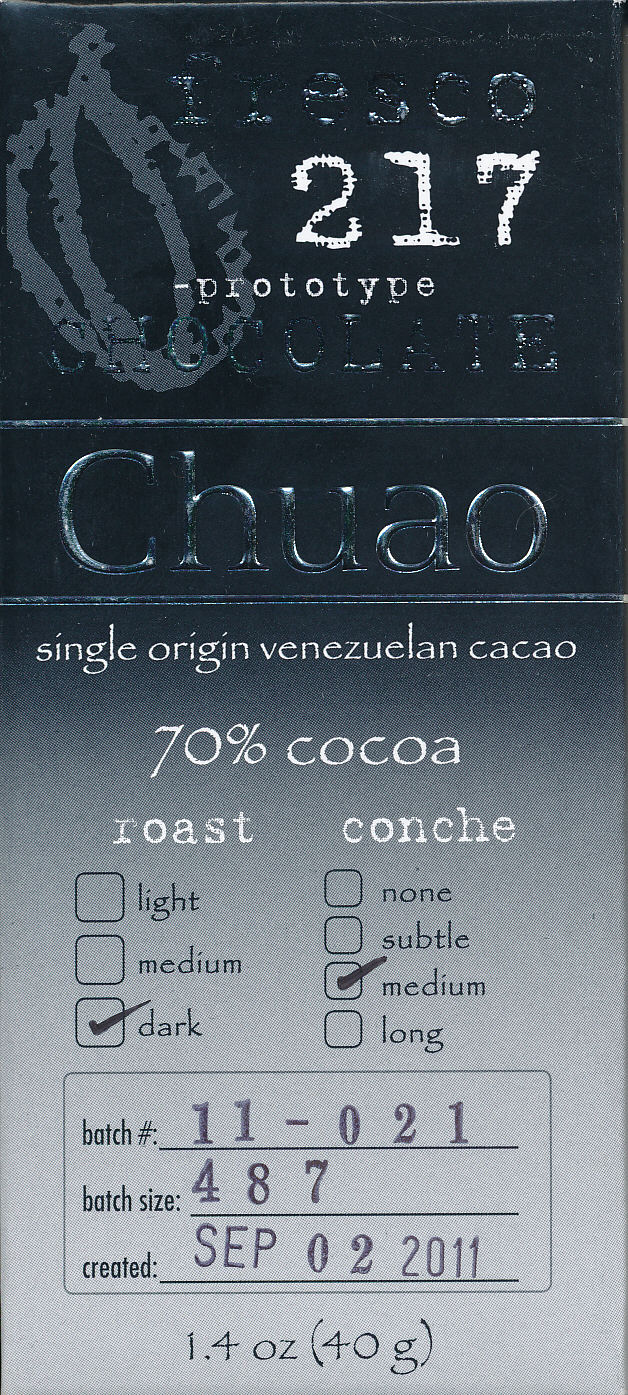 fresco
217
-prototype
CHOCOLATE
Chuao
single origin venezuelan cacao
70% cocoa
roast conche
light none
medium subtle
dark medium
long
batch #: 11-021
batch size: 487
created: SEP 02 2011
1.4 oz (40 g)